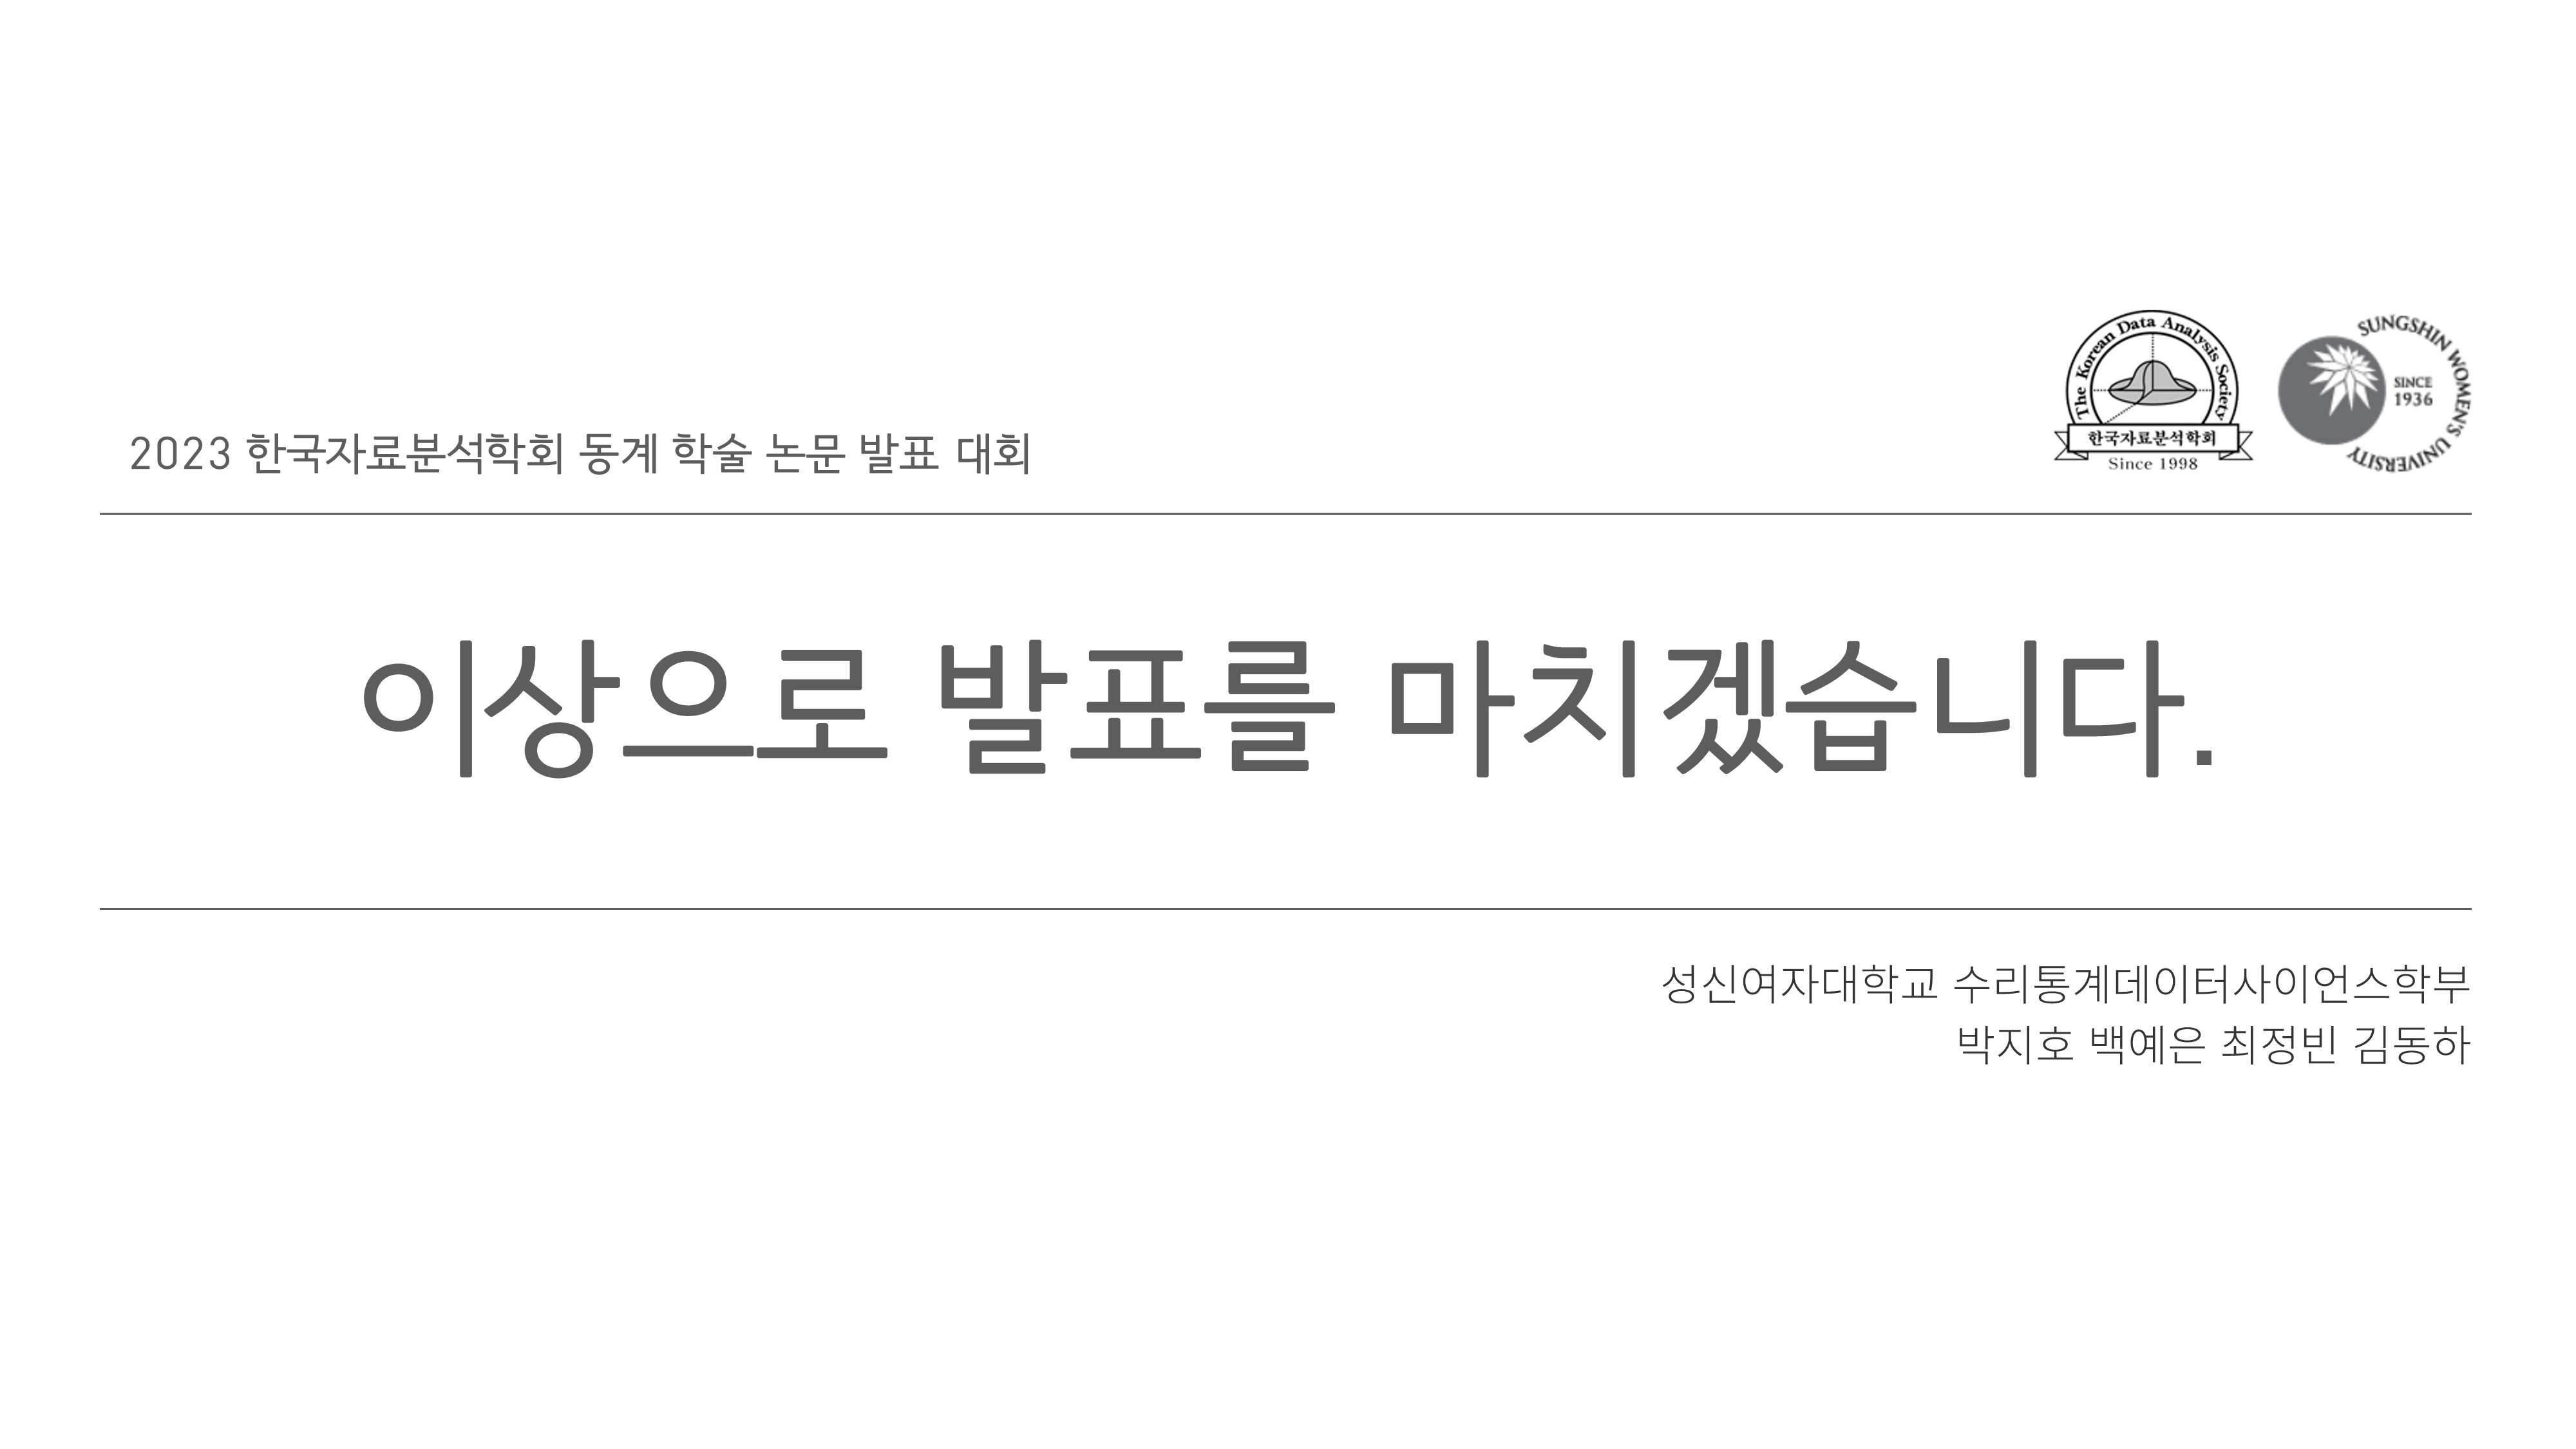 The Korean Data Analysis Society
한국자료분석학회
Since 1998
SUNGSHIN WOMEN'S UNIVERSITY
SINCE
1936
2023 한국자료분석학회 동계 학술 논문 발표 대회
이상으로 발표를 마치겠습니다.
성신여자대학교 수리통계데이터사이언스학부
박지호 백예은 최정빈 김동하